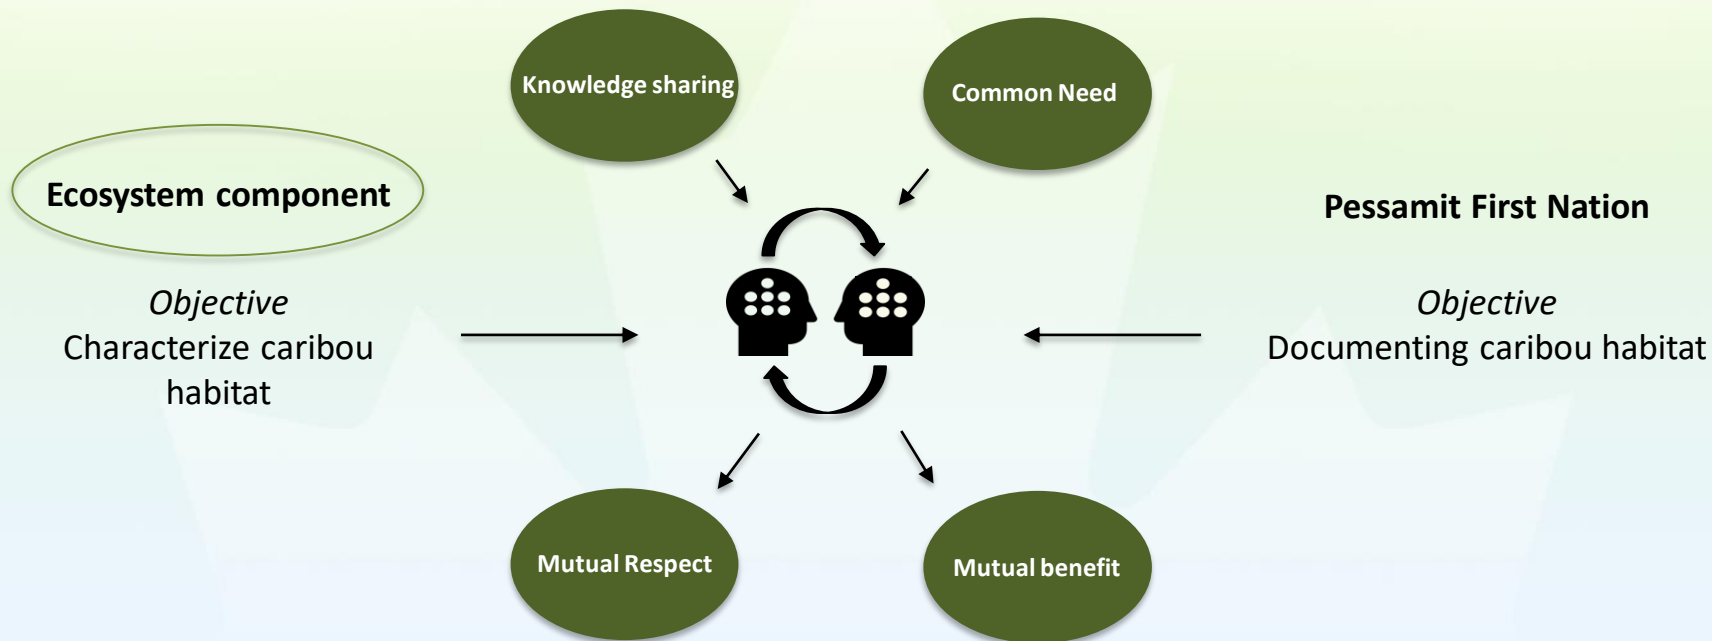 Knowledge sharing
Common Need
Ecosystem component
Pessamit First Nation
Objective
Characterize caribou
habitat
Objective
Documenting caribou habitat
Mutual Respect
Mutual benefit